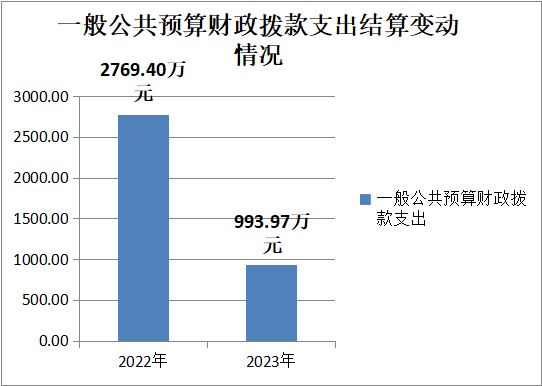 一般公共预算财政拨款支出结算变动
情况
2769.40万
元
3000.00
2500.00
2000.00
1500.00
1000.00
500.00
0.00
993.97万
元
2022年
2023年
一般公共预算财政拨
款支出